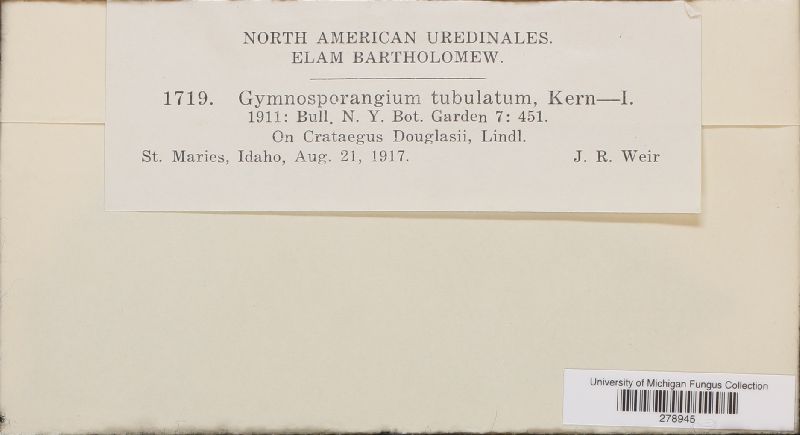 NORTH AMERICAN UREDINALES.
ELAM BARTHOLOMEW.
1719. Gymnosporangium tubulatum, Kern—I.
1911: Bull. N. Y. Bot. Garden 7: 451.
On Crataegus Douglasii, Lindl.
St. Maries, Idaho, Aug. 21, 1917. J. R. Weir
University of Michigan Fungus Collection
278945